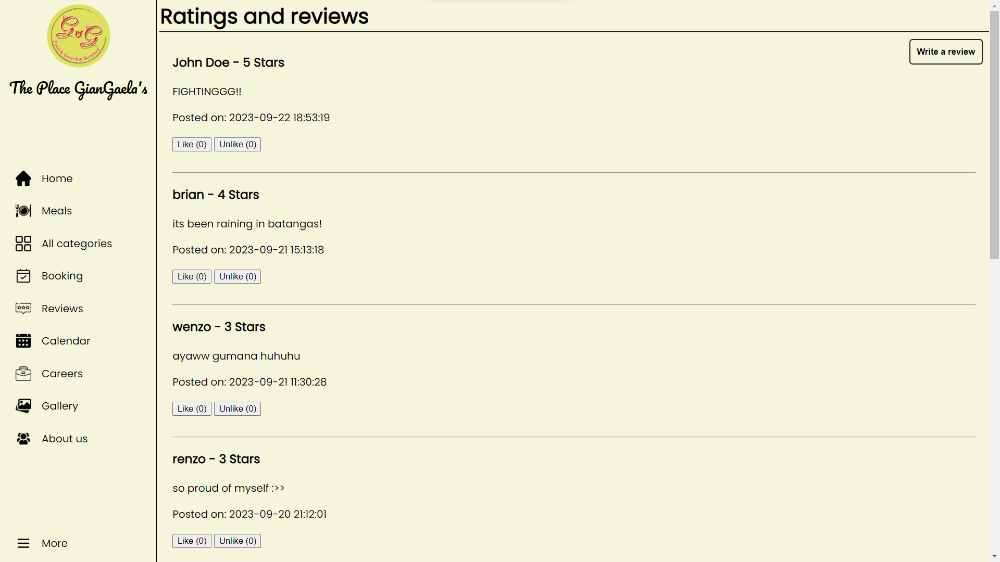 G&G
Food & Catering Services
The Place GianGaela's
Home
Meals
All categories
Booking
Reviews
Calendar
Careers
Gallery
About us
More
Ratings and reviews
Write a review
John Doe - 5 Stars
FIGHTINGGG!!
Posted on: 2023-09-22 18:53:19
Like (0) Unlike (0)
brian - 4 Stars
its been raining in batangas!
Posted on: 2023-09-21 15:13:18
Like (0) Unlike (0)
wenzo - 3 Stars
ayaww gumana huhuhu
Posted on: 2023-09-21 11:30:28
Like (0) Unlike (0)
renzo - 3 Stars
so proud of myself :>>
Posted on: 2023-09-20 21:12:01
Like (0) Unlike (0)